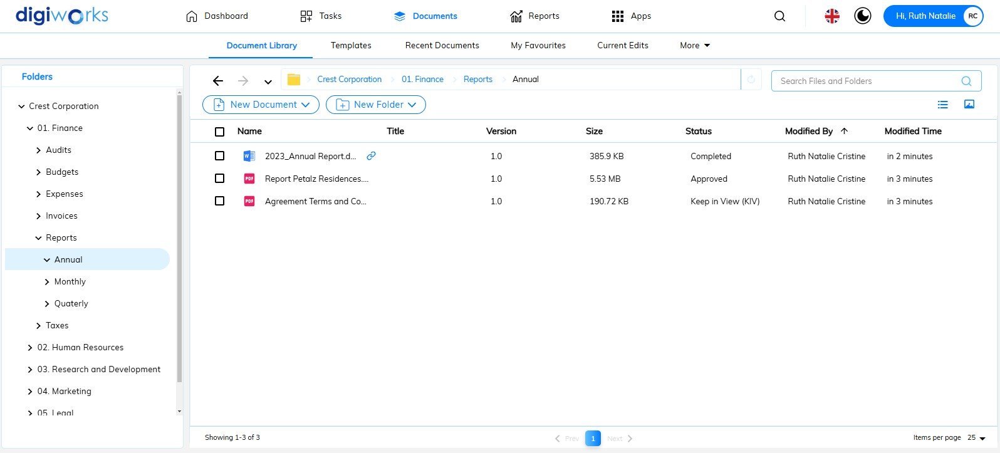 digiworks
Dashboard
Tasks
Documents
Reports
Apps
Hi, Ruth Natalie
RC
Document Library
Templates
Recent Documents
My Favourites
Current Edits
More
Folders
Crest Corporation
01. Finance
Audits
Budgets
Expenses
Invoices
Reports
Annual
Monthly
Quaterly
Taxes
02. Human Resources
03. Research and Development
04. Marketing
05. Legal
Crest Corporation
01. Finance
Reports
Annual
Search Files and Folders
New Document
New Folder
Name Title Version Size Status Modified By Modified Time
2023_Annual Report.d... 1.0 385.9 KB Completed Ruth Natalie Cristine in 2 minutes
PDF Report Petalz Residences.... 1.0 5.53 MB Approved Ruth Natalie Cristine in 3 minutes
PDF Agreement Terms and Co... 1.0 190.72 KB Keep in View (KIV) Ruth Natalie Cristine in 3 minutes
Showing 1-3 of 3
Prev 1 Next
Items per page 25